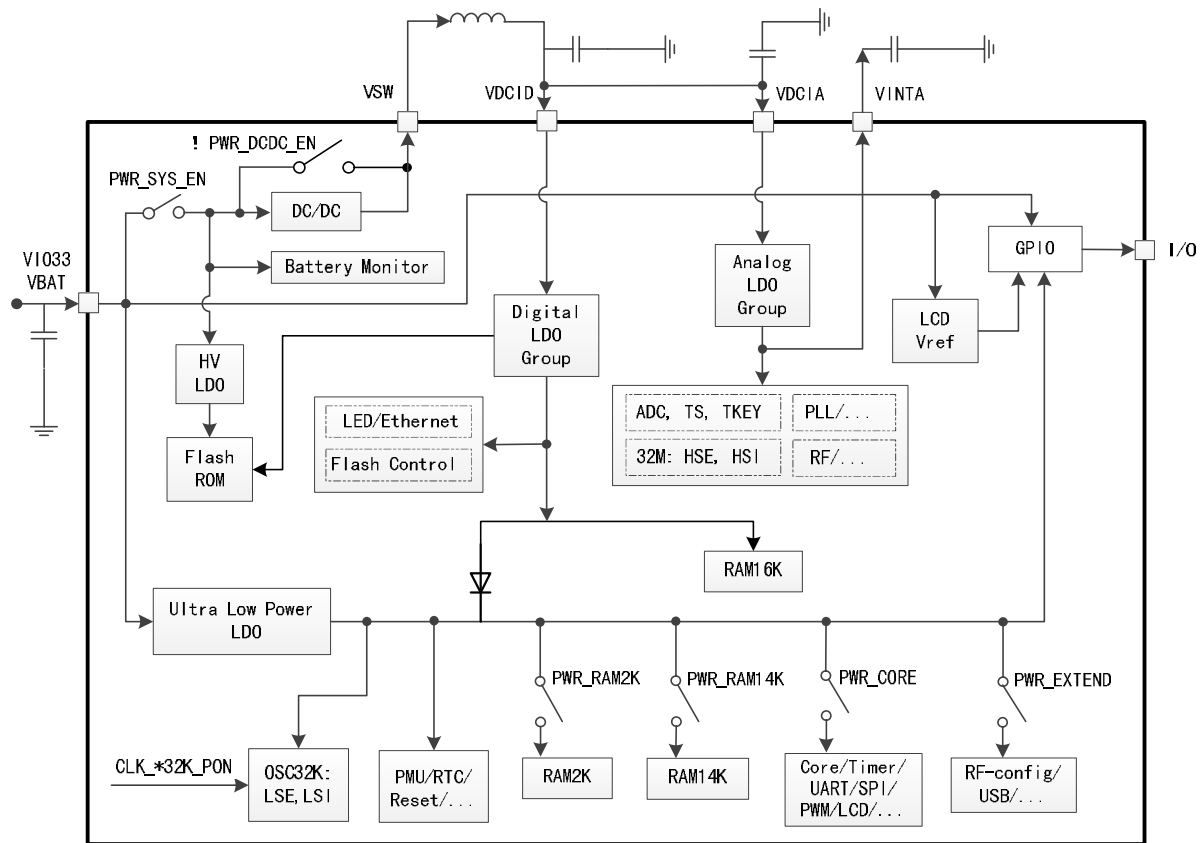 VSW
VDCID
VDCIA
VINTA
! PWR_DCDC_EN
PWR_SYS_EN
DC/DC
GPIO
I/O
VIO33
VBAT
Battery Monitor
Analog
LDO
Group
Digital
LDO
Group
LCD
Vref
HV
LDO
ADC, TS, TKEY
PLL/...
LED/Ethernet
32M: HSE, HSI
RF/...
Flash Control
Flash
ROM
RAM16K
Ultra Low Power
LDO
PWR_RAM2K
PWR_RAM14K
PWR_CORE
PWR_EXTEND
CLK_*32K_PON
OSC32K:
LSE,LSI
PMU/RTC/
Reset/...
RAM2K
RAM14K
Core/Timer/
UART/SPI/
PWM/LCD/...
RF-config/
USB/...